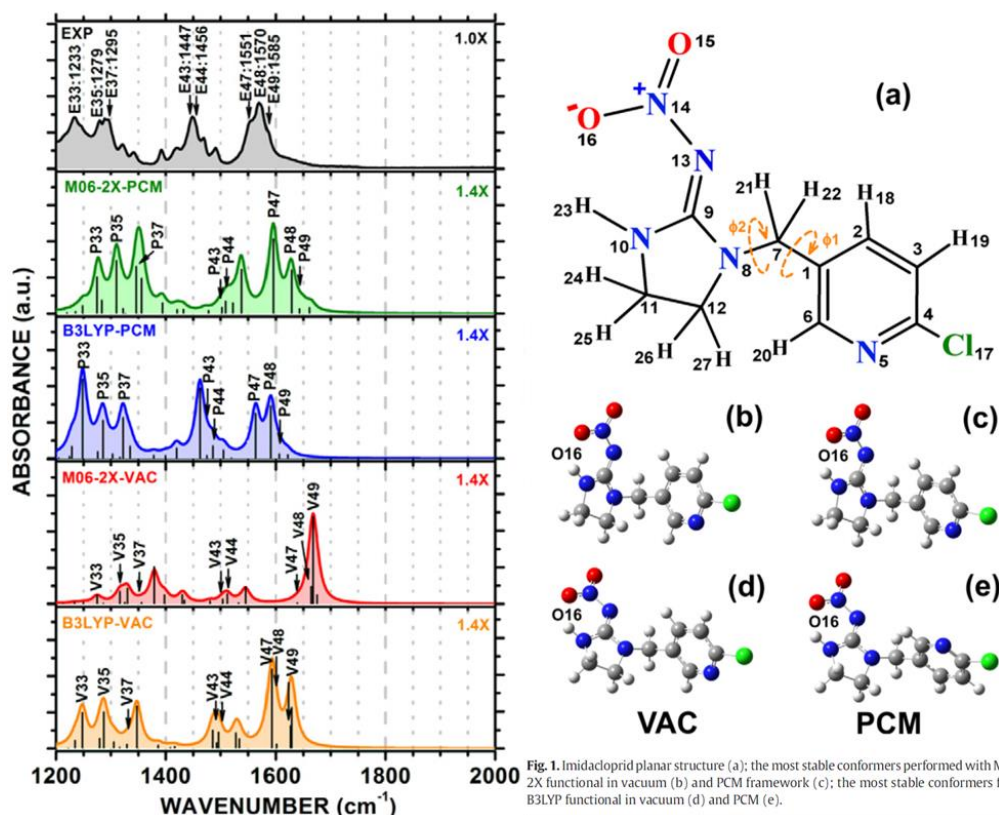 EXP
1.0X
E33:1233
E35:1279
E37:1295
E43:1447
E44:1456
E47:1551
E48:1570
E49:1585
M06-2X-PCM
1.4X
P33
P35
P37
P43
P44
P47
P48
P49
B3LYP-PCM
1.4X
P33
P35
P37
P43
P44
P47
P48
P49
M06-2X-VAC
1.4X
V33
V35
V37
V43
V44
V47
V48
V49
B3LYP-VAC
1.4X
V33
V35
V37
V43
V44
V47
V48
V49
ABSORBANCE (a.u.)
1200 1400 1600 1800 2000
WAVENUMBER (cm⁻¹)
(a)
O 15
+
N 14
- O 16
N 13
H 21
H 22
H 18
H 23
9
ϕ2
ϕ1
7
2
3
H 19
N 10
N 8
1
H 24
11
12
6
4
H 25
H 26
H 27
H 20
N 5
Cl 17
(b)
O16
(c)
O16
(d)
O16
(e)
O16
VAC
PCM
Fig. 1. Imidacloprid planar structure (a); the most stable conformers performed with M
2X functional in vacuum (b) and PCM framework (c); the most stable conformers f
B3LYP functional in vacuum (d) and PCM (e).